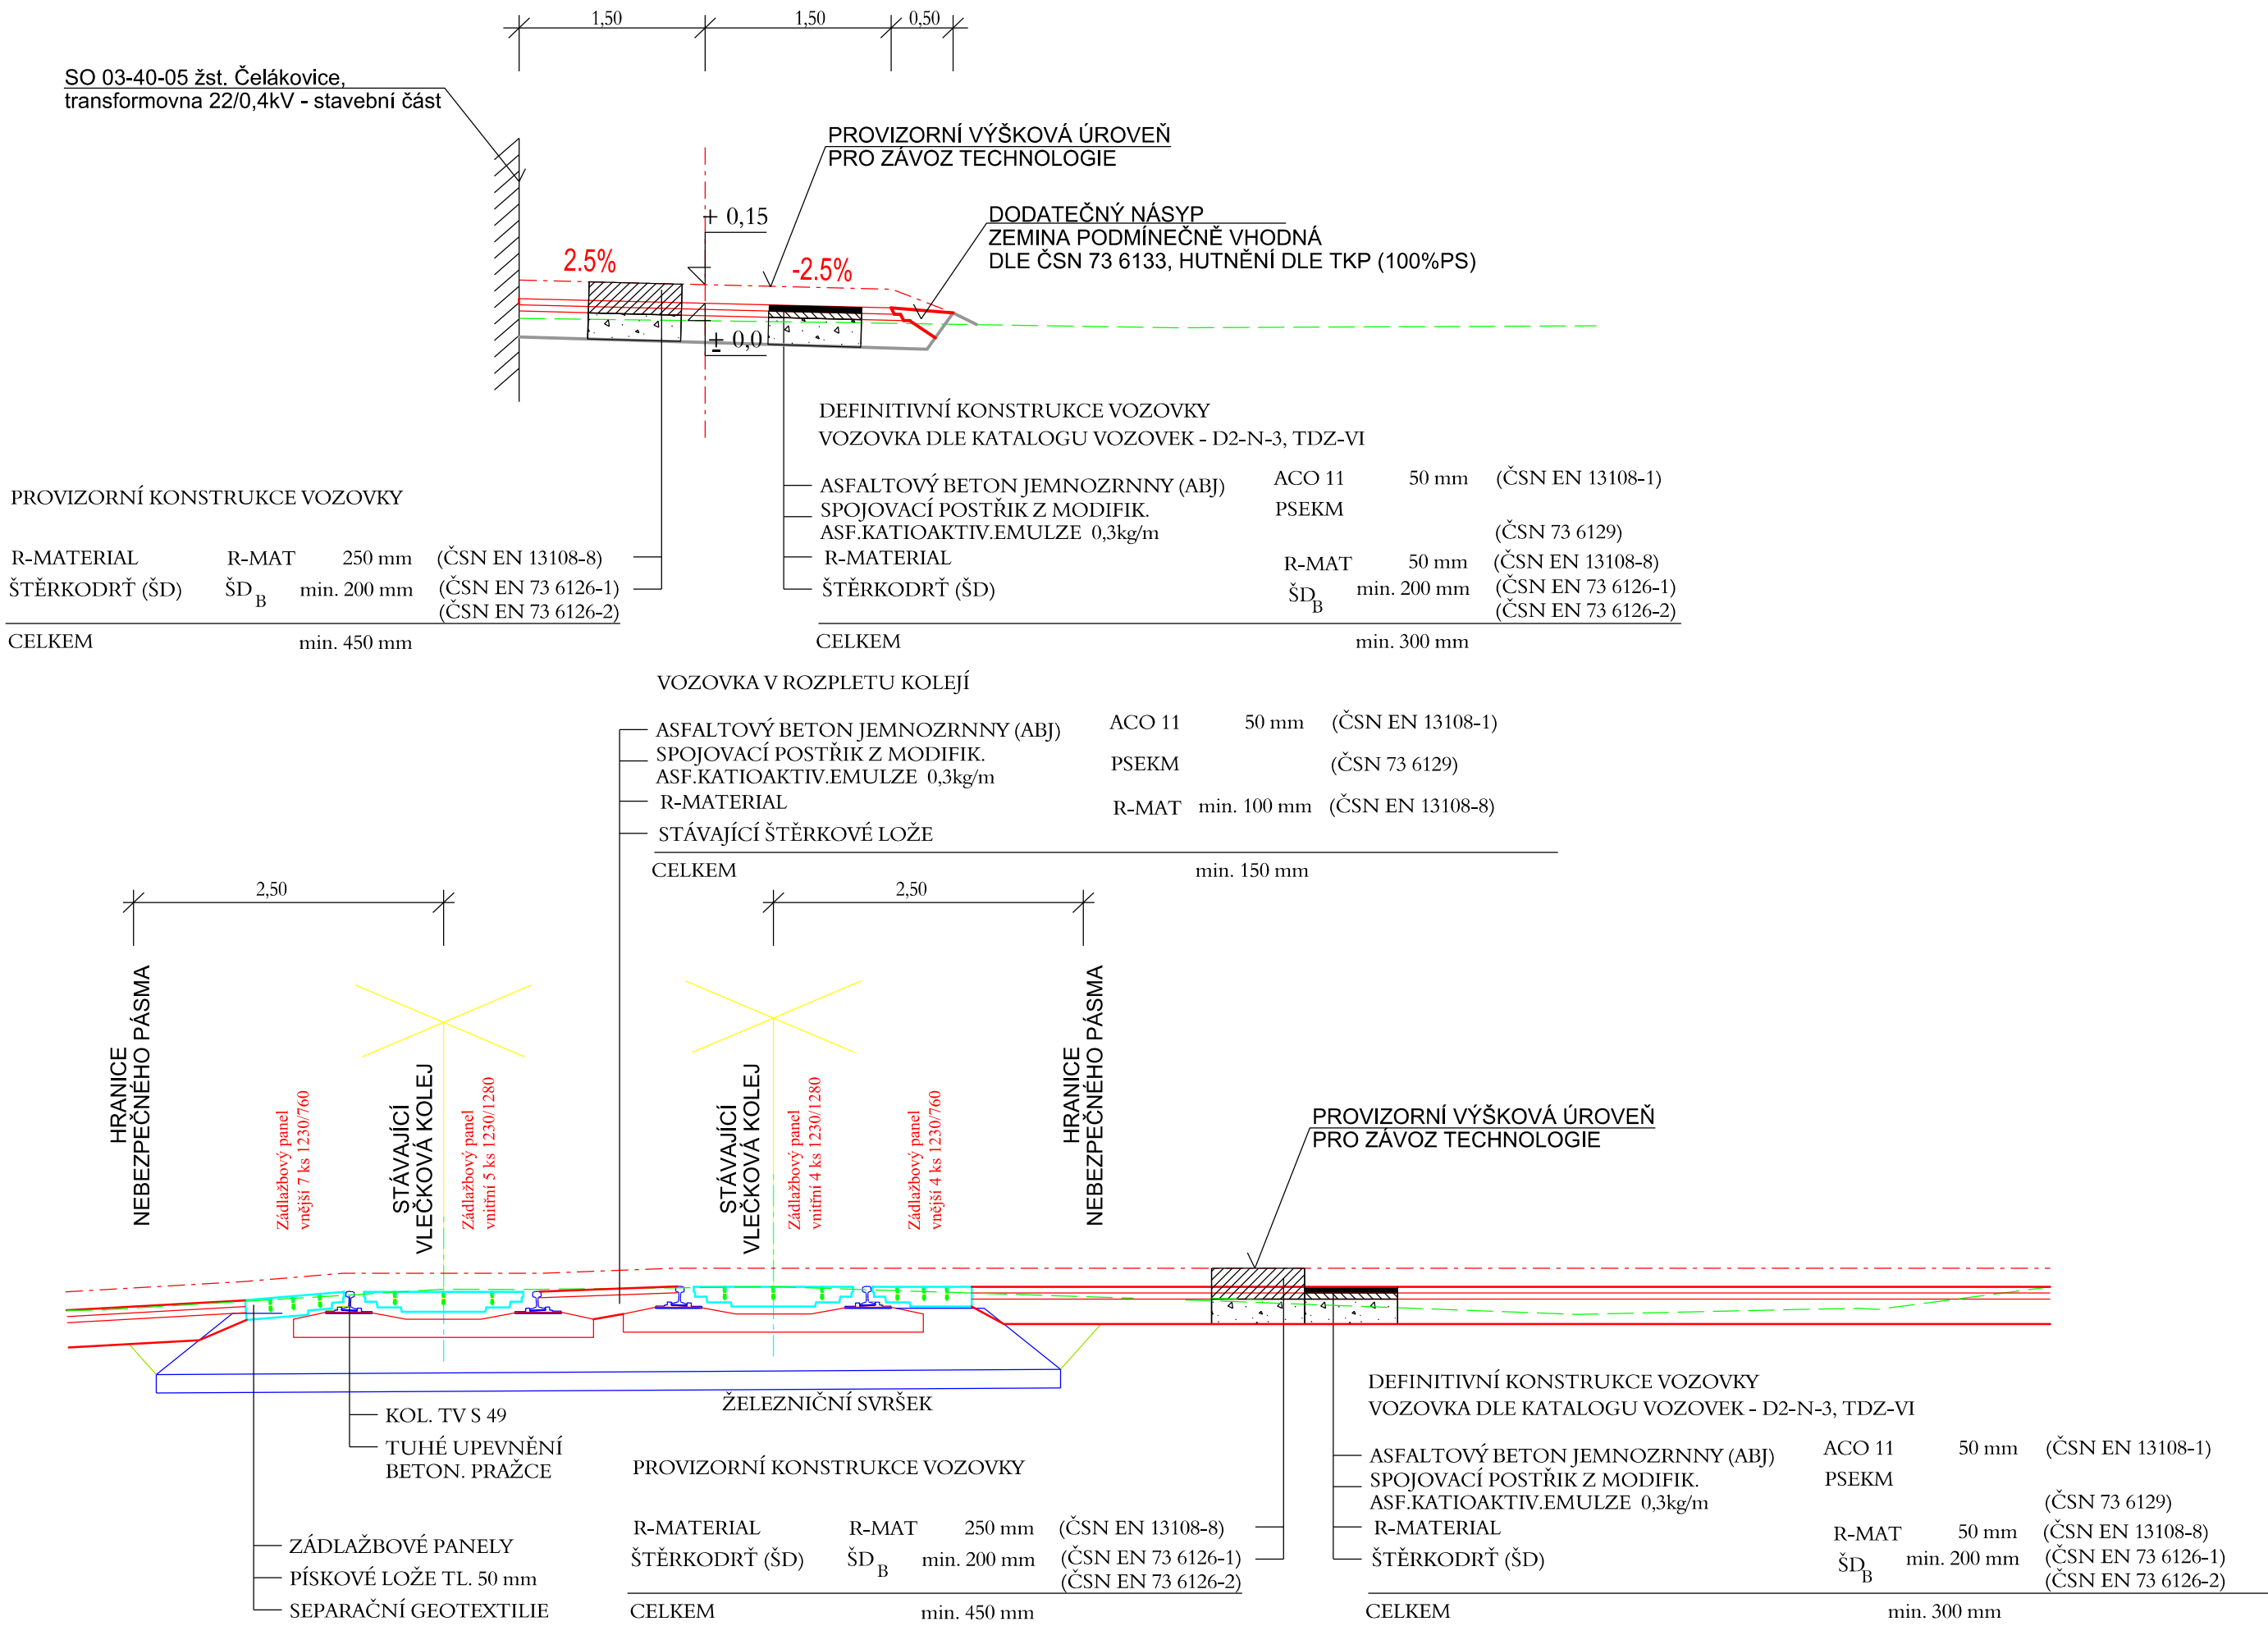 1,50 1,50 0,50
SO 03-40-05 žst. Čelákovice,
transformovna 22/0,4kV - stavební část
PROVIZORNÍ VÝŠKOVÁ ÚROVEŇ
PRO ZÁVOZ TECHNOLOGIE
+ 0,15
DODATEČNÝ NÁSYP
ZEMINA PODMÍNEČNĚ VHODNÁ
DLE ČSN 73 6133, HUTNĚNÍ DLE TKP (100%PS)
2.5% -2.5%
± 0,0
DEFINITIVNÍ KONSTRUKCE VOZOVKY
VOZOVKA DLE KATALOGU VOZOVEK - D2-N-3, TDZ-VI
ASFALTOVÝ BETON JEMNOZRNNY (ABJ) ACO 11 50 mm (ČSN EN 13108-1)
SPOJOVACÍ POSTŘIK Z MODIFIK. PSEKM
ASF.KATIOAKTIV.EMULZE 0,3kg/m (ČSN 73 6129)
R-MATERIAL R-MAT 50 mm (ČSN EN 13108-8)
ŠTĚRKODRŤ (ŠD) ŠDB min. 200 mm (ČSN EN 73 6126-1)
(ČSN EN 73 6126-2)
CELKEM min. 300 mm
PROVIZORNÍ KONSTRUKCE VOZOVKY
R-MATERIAL R-MAT 250 mm (ČSN EN 13108-8)
ŠTĚRKODRŤ (ŠD) ŠDB min. 200 mm (ČSN EN 73 6126-1)
(ČSN EN 73 6126-2)
CELKEM min. 450 mm
VOZOVKA V ROZPLETU KOLEJÍ
ASFALTOVÝ BETON JEMNOZRNNY (ABJ) ACO 11 50 mm (ČSN EN 13108-1)
SPOJOVACÍ POSTŘIK Z MODIFIK.
ASF.KATIOAKTIV.EMULZE 0,3kg/m PSEKM (ČSN 73 6129)
R-MATERIAL R-MAT min. 100 mm (ČSN EN 13108-8)
STÁVAJÍCÍ ŠTĚRKOVÉ LOŽE
CELKEM min. 150 mm
2,50 2,50
HRANICE
NEBEZPEČNÉHO PÁSMA
Zádlažbový panel
vnější 7 ks 1230/760
STÁVAJÍCÍ
VLEČKOVÁ KOLEJ
Zádlažbový panel
vnitřní 5 ks 1230/1280
STÁVAJÍCÍ
VLEČKOVÁ KOLEJ
Zádlažbový panel
vnitřní 4 ks 1230/1280
Zádlažbový panel
vnější 4 ks 1230/760
HRANICE
NEBEZPEČNÉHO PÁSMA
PROVIZORNÍ VÝŠKOVÁ ÚROVEŇ
PRO ZÁVOZ TECHNOLOGIE
ŽELEZNIČNÍ SVRŠEK
KOL. TV S 49
TUHÉ UPEVNĚNÍ
BETON. PRAŽCE
ZÁDLAŽBOVÉ PANELY
PÍSKOVÉ LOŽE TL. 50 mm
SEPARAČNÍ GEOTEXTILIE
PROVIZORNÍ KONSTRUKCE VOZOVKY
R-MATERIAL R-MAT 250 mm (ČSN EN 13108-8)
ŠTĚRKODRŤ (ŠD) ŠDB min. 200 mm (ČSN EN 73 6126-1)
(ČSN EN 73 6126-2)
CELKEM min. 450 mm
DEFINITIVNÍ KONSTRUKCE VOZOVKY
VOZOVKA DLE KATALOGU VOZOVEK - D2-N-3, TDZ-VI
ASFALTOVÝ BETON JEMNOZRNNY (ABJ) ACO 11 50 mm (ČSN EN 13108-1)
SPOJOVACÍ POSTŘIK Z MODIFIK. PSEKM
ASF.KATIOAKTIV.EMULZE 0,3kg/m (ČSN 73 6129)
R-MATERIAL R-MAT 50 mm (ČSN EN 13108-8)
ŠTĚRKODRŤ (ŠD) ŠDB min. 200 mm (ČSN EN 73 6126-1)
(ČSN EN 73 6126-2)
CELKEM min. 300 mm